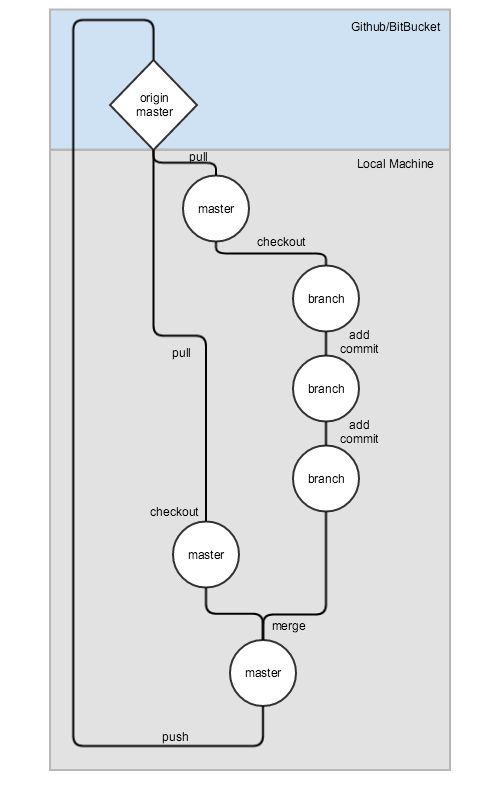 Github/BitBucket
origin
master
Local Machine
pull
master
checkout
branch
add
commit
pull
branch
add
commit
branch
checkout
master
merge
master
push